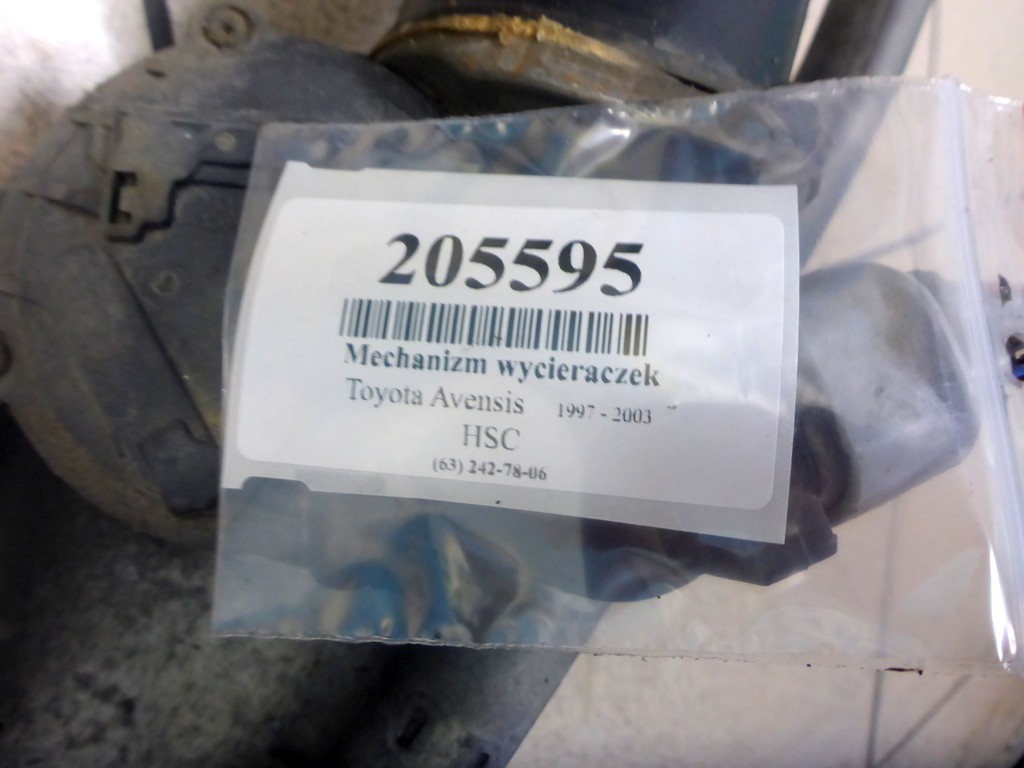 205595
Mechanizm wycieraczek
Toyota Avensis 1997 - 2003
HSC
(63) 242-78-06